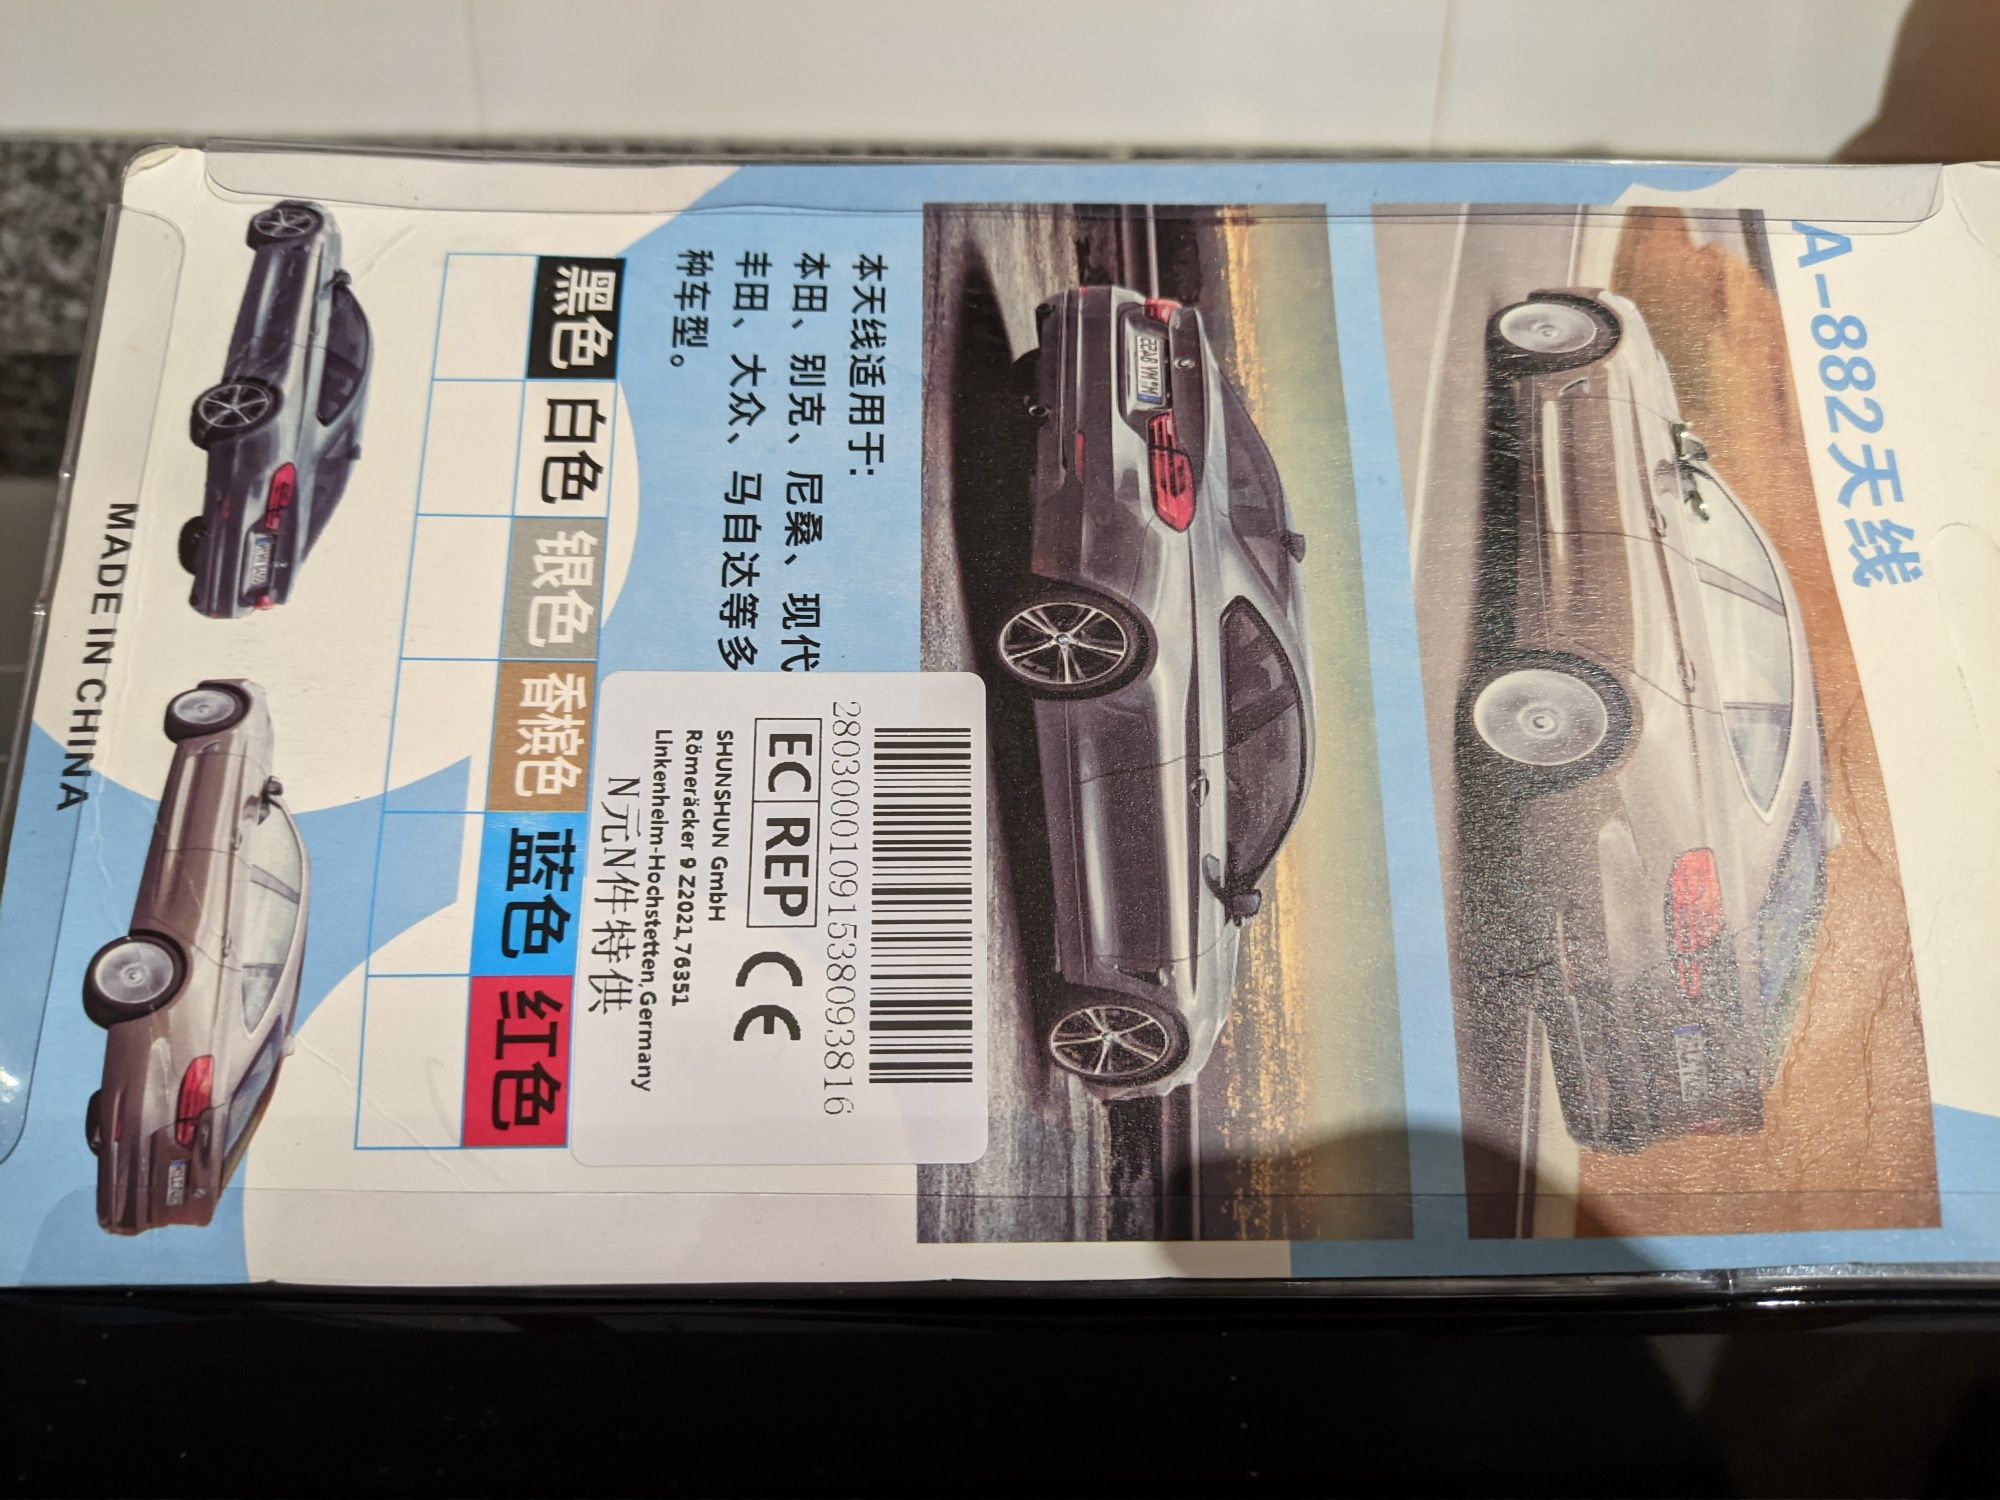 A-882天线
本天线适用于:
本田、别克、尼桑、现代
丰田、大众、马自达等多
种车型。
2803000109153809381б
EC REP CE
SHUNSHUN GmbH
Römeräcker 9 Z2021,76351
Linkenheim-Hochstetten,Germany
N元N件特供
黑色 白色 银色 香槟色 蓝色 红色
MADE IN CHINA